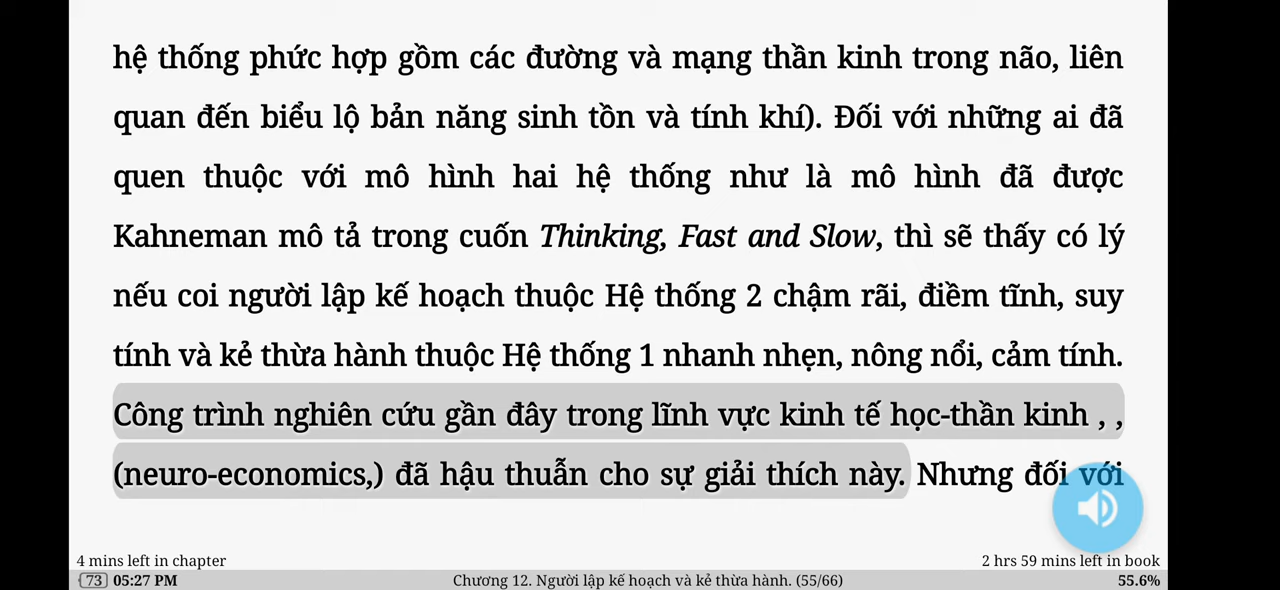 hệ thống phức hợp gồm các đường và mạng thần kinh trong não, liên
quan đến biểu lộ bản năng sinh tồn và tính khí). Đối với những ai đã
quen thuộc với mô hình hai hệ thống như là mô hình đã được
Kahneman mô tả trong cuốn Thinking, Fast and Slow, thì sẽ thấy có lý
nếu coi người lập kế hoạch thuộc Hệ thống 2 chậm rãi, điềm tĩnh, suy
tính và kẻ thừa hành thuộc Hệ thống 1 nhanh nhẹn, nông nổi, cảm tính.
Công trình nghiên cứu gần đây trong lĩnh vực kinh tế học-thần kinh , ,
(neuro-economics,) đã hậu thuẫn cho sự giải thích này. Nhưng đối với
4 mins left in chapter
2 hrs 59 mins left in book
73 05:27 PM
Chương 12. Người lập kế hoạch và kẻ thừa hành. (55/66)
55.6%